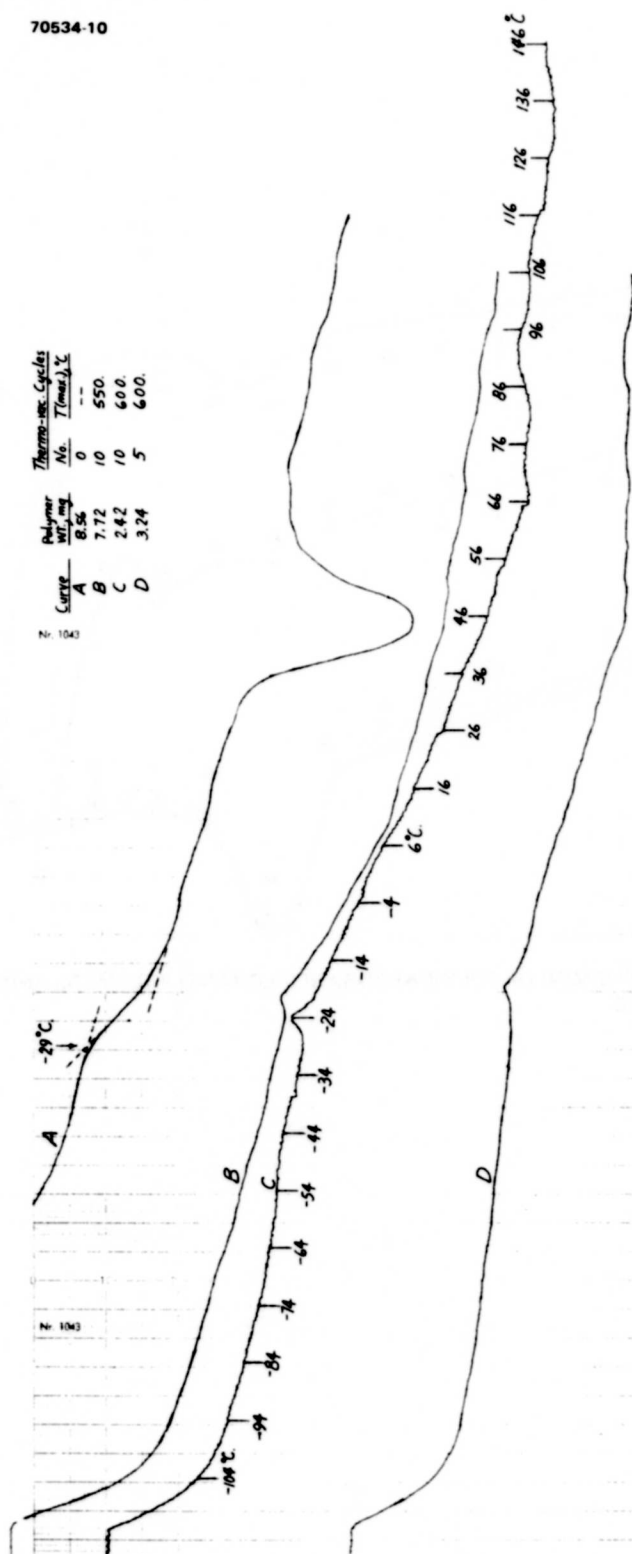 70534-10
Thermo-vac. Cycles
Polymer
Curve WT., mg No. T(max), °C
A 8.56 0 --
B 7.72 10 550.
C 2.42 10 600.
D 3.24 5 600.
Nr. 1043
-29°C.
A
B
C
D
Nr. 1043
-104°C.
-94
-84
-74
-64
-54
-44
-34
-24
-14
-4
6°C.
16
26
36
46
56
66
76
86
96
106
116
126
136
146°C